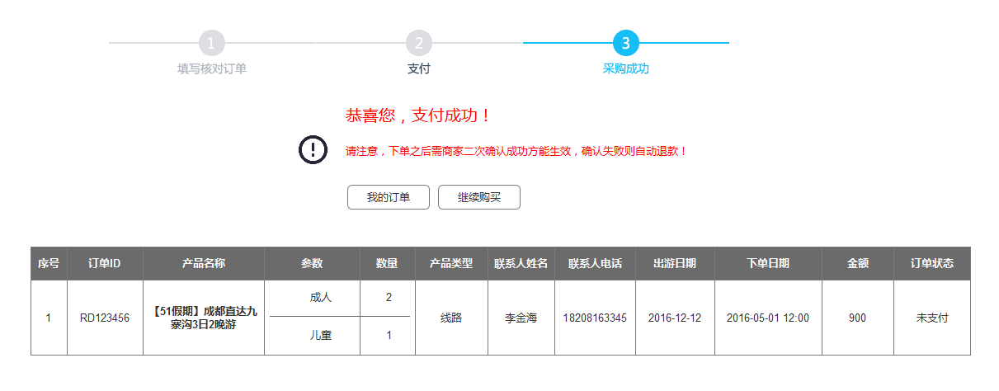 1
2
3
填写核对订单
支付
采购成功
恭喜您，支付成功！
请注意，下单之后需商家二次确认成功方能生效，确认失败则自动退款！
我的订单 继续购买
序号 订单ID 产品名称 参数 数量 产品类型 联系人姓名 联系人电话 出游日期 下单日期 金额 订单状态
成人 2
1 RD123456 【51假期】成都直达九 线路 李金海 18208163345 2016-12-12 2016-05-01 12:00 900 未支付
寨沟3日2晚游
儿童 1